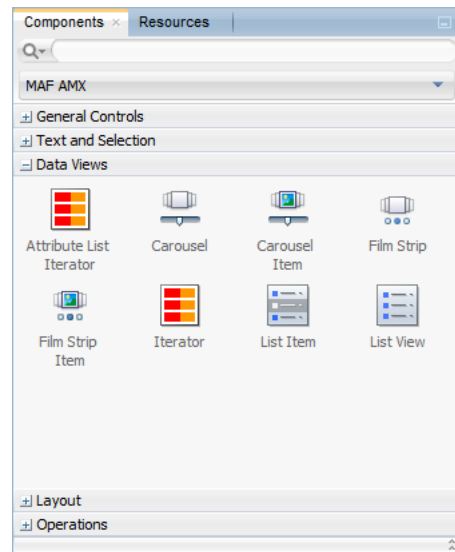 Components
Resources
MAF AMX
General Controls
Text and Selection
Data Views
Attribute List
Iterator
Carousel
Carousel
Item
Film Strip
Film Strip
Item
Iterator
List Item
List View
Layout
Operations